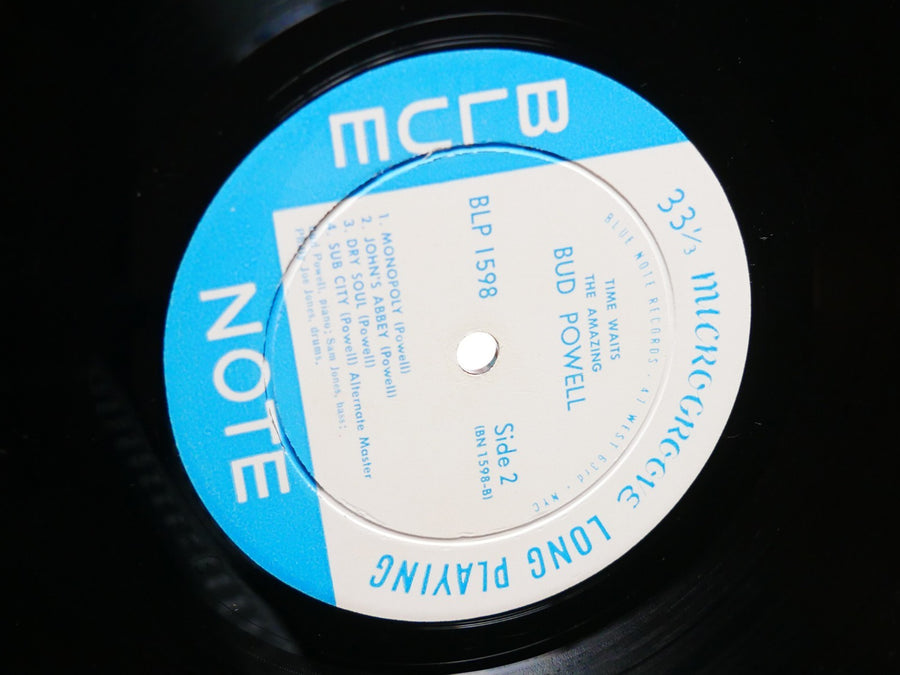 33⅓ MICROGROOVE LONG PLAYING
BLUE NOTE RECORDS · 47 WEST 63rd · NYC
TIME WAITS
THE AMAZING
BUD POWELL
BLP 1598
Side 2
(BN 1598-B)
1. MONOPOLY (Powell)
2. JOHN'S ABBEY (Powell)
3. DRY SOUL (Powell)
4. SUB CITY (Powell) Alternate Master
Powell, piano; Sam Jones, bass;
Joe Jones, drums.
BLUE
NOTE